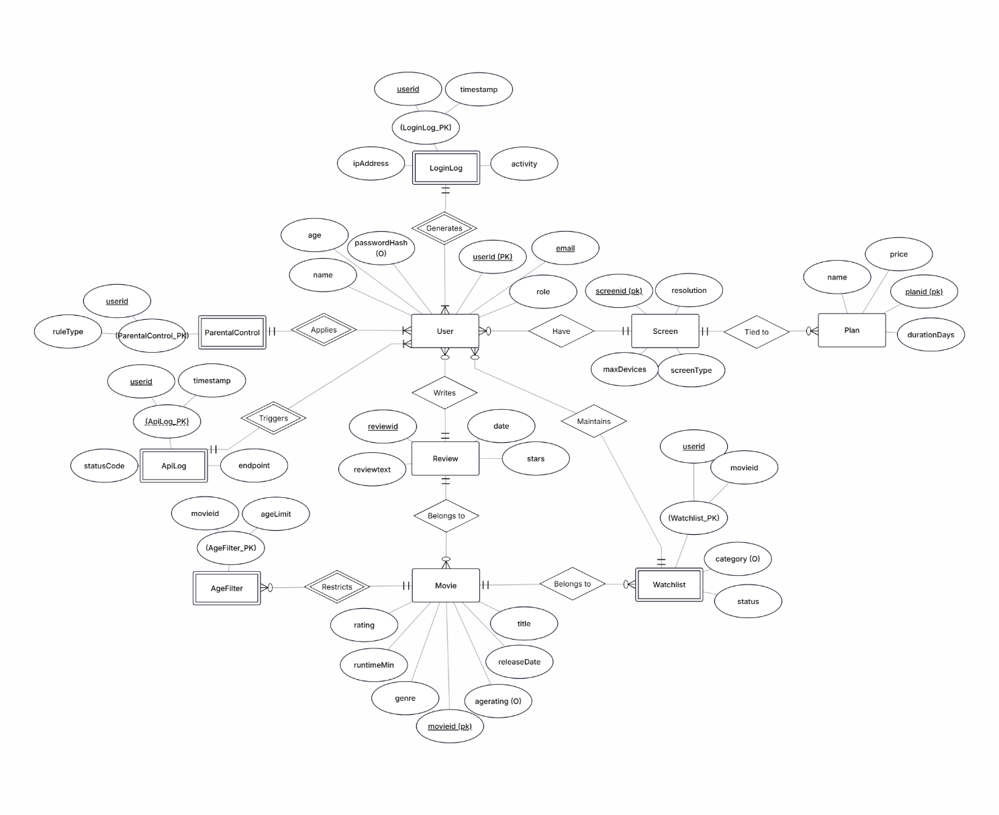 userid
timestamp
(LoginLog_PK)
ipAddress
LoginLog
activity
Generates
age
passwordHash
(O)
userId (PK)
email
name
role
screenid (pk)
resolution
name
price
planid (pk)
userid
ruleType
(ParentalControl_PK)
ParentalControl
Applies
User
Have
Screen
Tied to
Plan
durationDays
maxDevices
screenType
userid
timestamp
(ApiLog_PK)
Triggers
Writes
Maintains
statusCode
ApiLog
endpoint
reviewid
date
reviewtext
Review
stars
userid
movieid
movieid
ageLimit
Belongs to
(Watchlist_PK)
(AgeFilter_PK)
category (O)
AgeFilter
Restricts
Movie
Belongs to
Watchlist
status
rating
title
runtimeMin
releaseDate
genre
agerating (O)
movieid (pk)